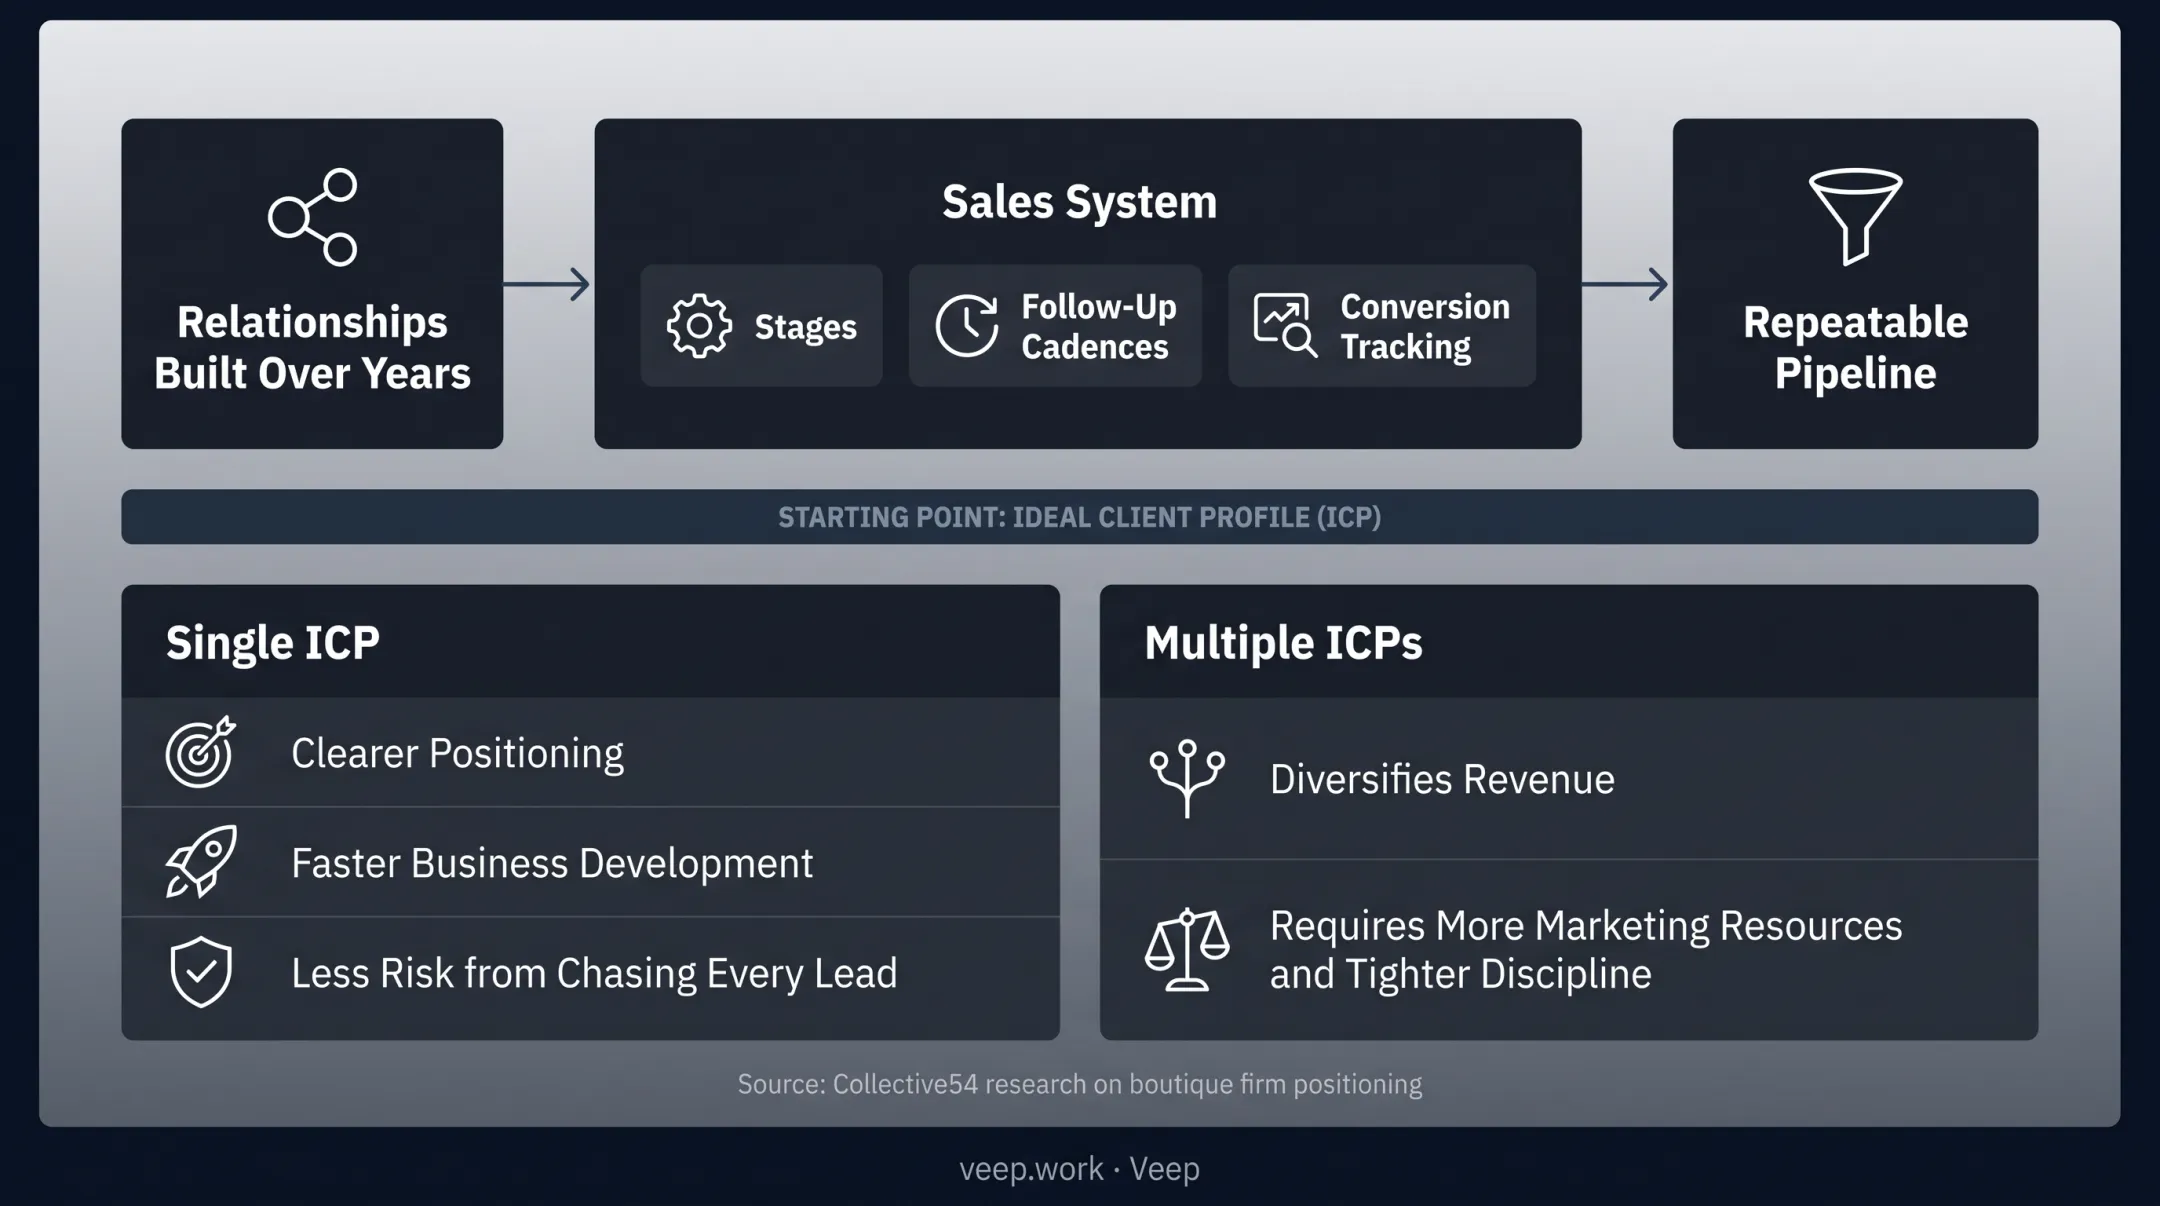 Relationships
Built Over Years
Sales System
Stages
Follow-Up
Cadences
Conversion
Tracking
Repeatable
Pipeline
STARTING POINT: IDEAL CLIENT PROFILE (ICP)
Single ICP
Clearer Positioning
Faster Business Development
Less Risk from Chasing Every Lead
Multiple ICPs
Diversifies Revenue
Requires More Marketing Resources
and Tighter Discipline
Source: Collective54 research on boutique firm positioning
veep.work · Veep